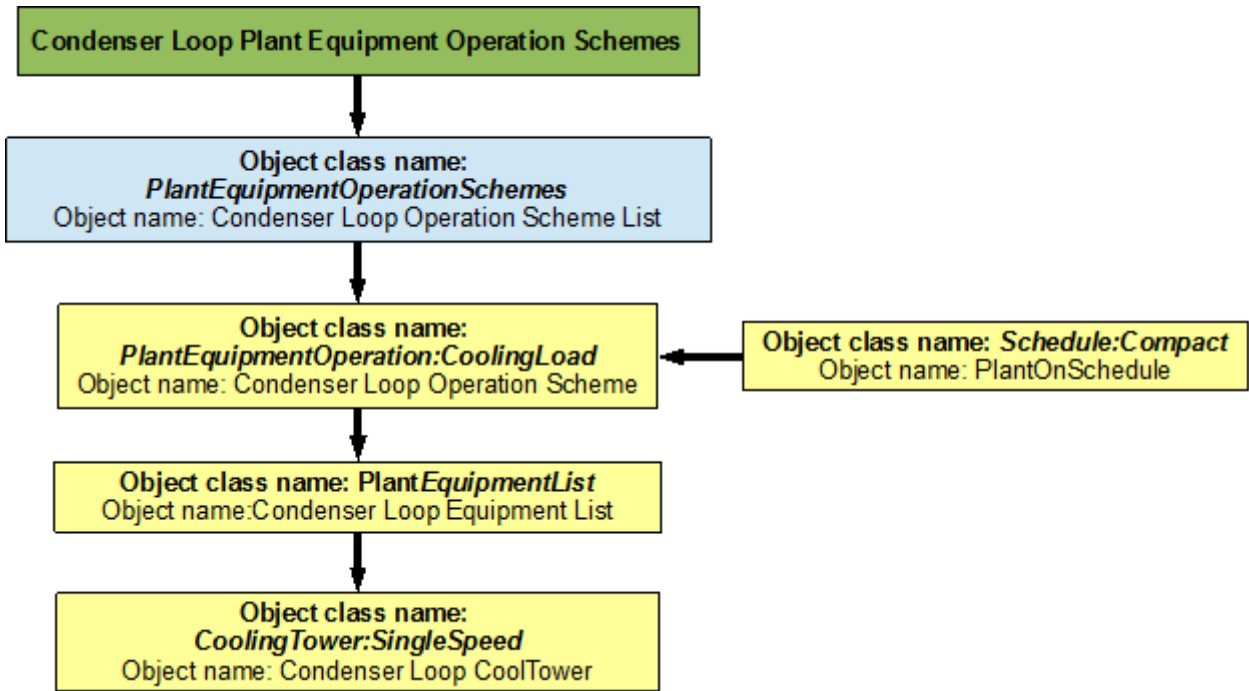 Condenser Loop Plant Equipment Operation Schemes
Object class name:
PlantEquipmentOperationSchemes
Object name: Condenser Loop Operation Scheme List
Object class name:
PlantEquipmentOperation:CoolingLoad
Object name: Condenser Loop Operation Scheme
Object class name: Schedule:Compact
Object name: PlantOnSchedule
Object class name: PlantEquipmentList
Object name:Condenser Loop Equipment List
Object class name:
CoolingTower:SingleSpeed
Object name: Condenser Loop CoolTower